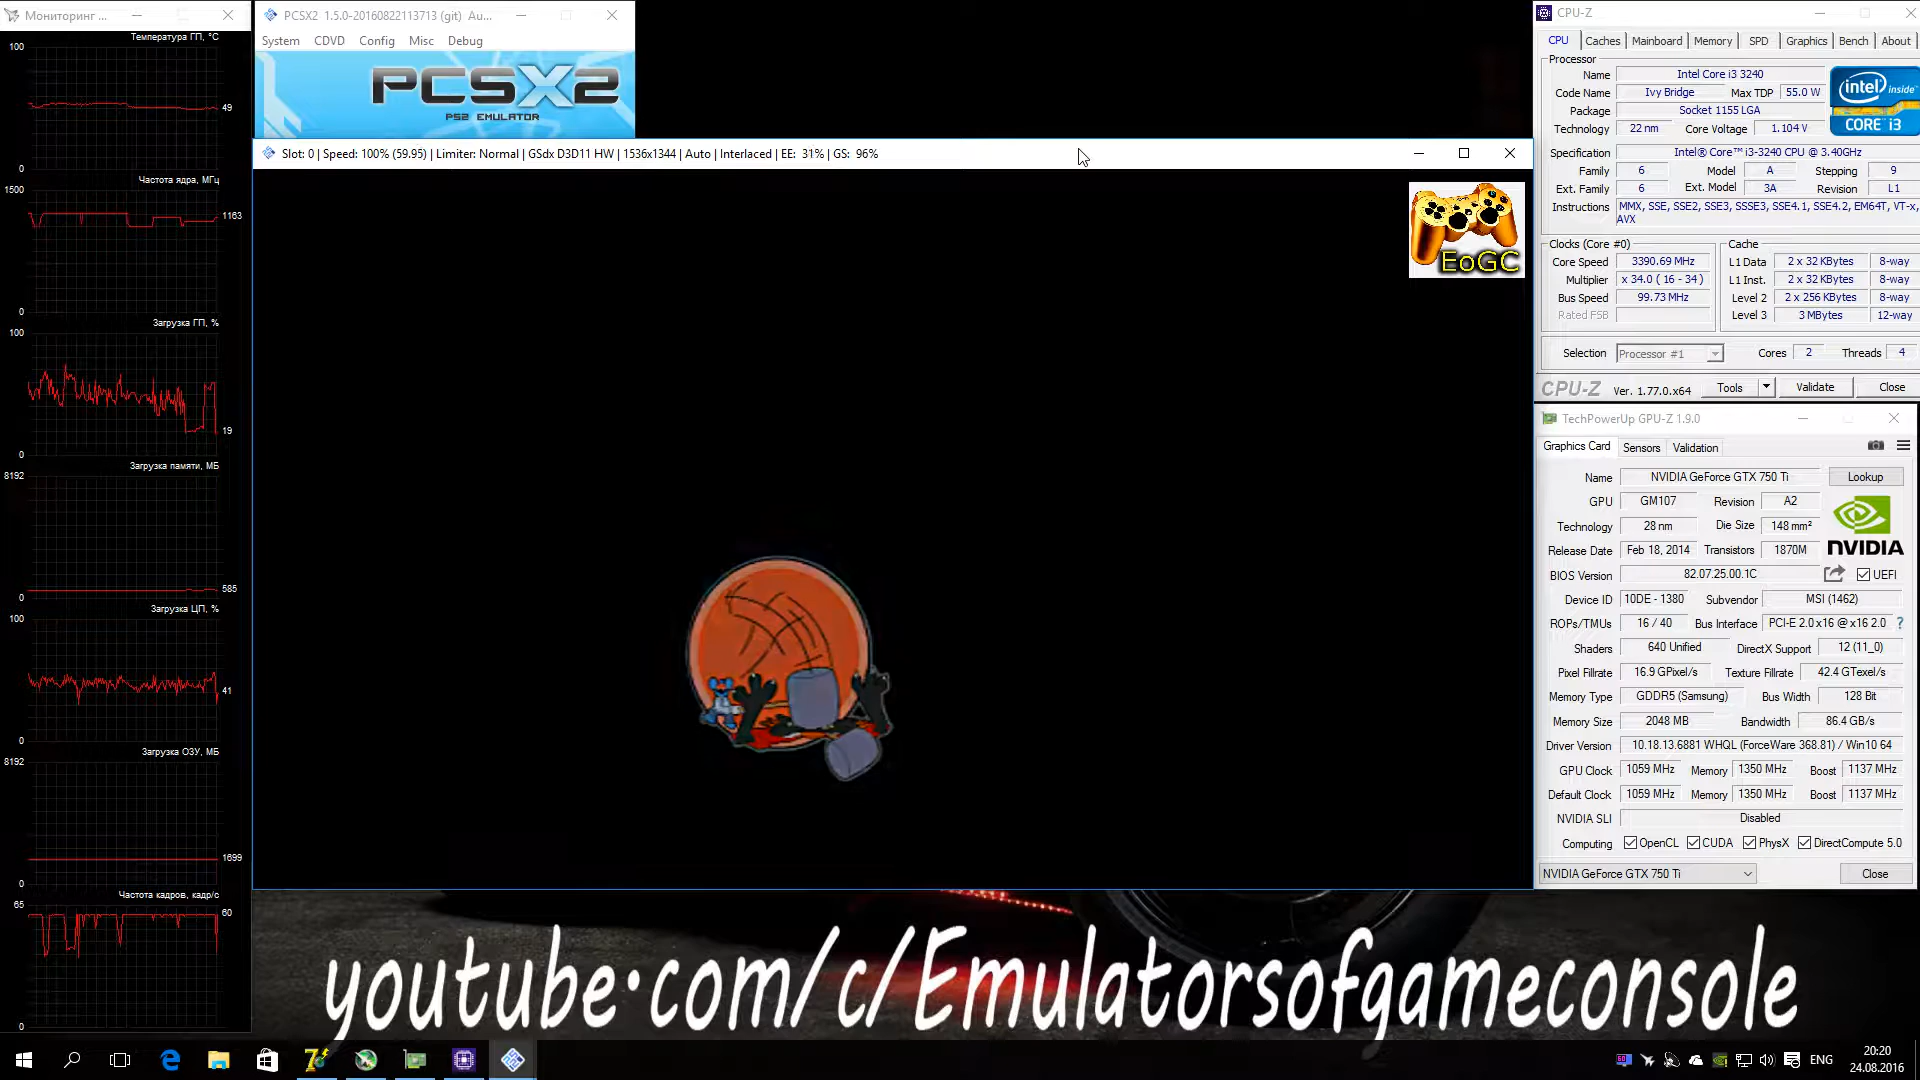 Мониторинг ...
Температура ГП, °C
100
49
0
Частота ядра, МГц
1500
1163
0
Загрузка ГП, %
100
19
0
Загрузка памяти, МБ
8192
585
0
Загрузка ЦП, %
100
41
0
Загрузка ОЗУ, МБ
8192
1699
0
Частота кадров, кадр/с
65
60
0
PCSX2 1.5.0-20160822113713 (git) Au...
System CDVD Config Misc Debug
PCSX2
PS2 EMULATOR
Slot: 0 | Speed: 100% (59.95) | Limiter: Normal | GSdx D3D11 HW | 1536x1344 | Auto | Interlaced | EE: 31% | GS: 96%
EoGC
CPU-Z
CPU Caches Mainboard Memory SPD Graphics Bench About
Processor
Name Intel Core i3 3240
Code Name Ivy Bridge Max TDP 55.0 W
Package Socket 1155 LGA
Technology 22 nm Core Voltage 1.104 V
intel inside
CORE i3
Specification Intel® Core™ i3-3240 CPU @ 3.40GHz
Family 6 Model A Stepping 9
Ext. Family 6 Ext. Model 3A Revision L1
Instructions MMX, SSE, SSE2, SSE3, SSSE3, SSE4.1, SSE4.2, EM64T, VT-x,
AVX
Clocks (Core #0) Cache
Core Speed 3390.69 MHz L1 Data 2 x 32 KBytes 8-way
Multiplier x 34.0 ( 16 - 34 ) L1 Inst. 2 x 32 KBytes 8-way
Bus Speed 99.73 MHz Level 2 2 x 256 KBytes 8-way
Rated FSB Level 3 3 MBytes 12-way
Selection Processor #1 Cores 2 Threads 4
CPU-Z Ver. 1.77.0.x64 Tools Validate Close
TechPowerUp GPU-Z 1.9.0
Graphics Card Sensors Validation
Name NVIDIA GeForce GTX 750 Ti Lookup
GPU GM107 Revision A2
Technology 28 nm Die Size 148 mm²
Release Date Feb 18, 2014 Transistors 1870M
NVIDIA
BIOS Version 82.07.25.00.1C UEFI
Device ID 10DE - 1380 Subvendor MSI (1462)
ROPs/TMUs 16 / 40 Bus Interface PCI-E 2.0 x16 @ x16 2.0 ?
Shaders 640 Unified DirectX Support 12 (11_0)
Pixel Fillrate 16.9 GPixel/s Texture Fillrate 42.4 GTexel/s
Memory Type GDDR5 (Samsung) Bus Width 128 Bit
Memory Size 2048 MB Bandwidth 86.4 GB/s
Driver Version 10.18.13.6881 WHQL (ForceWare 368.81) / Win10 64
GPU Clock 1059 MHz Memory 1350 MHz Boost 1137 MHz
Default Clock 1059 MHz Memory 1350 MHz Boost 1137 MHz
NVIDIA SLI Disabled
Computing OpenCL CUDA PhysX DirectCompute 5.0
NVIDIA GeForce GTX 750 Ti Close
youtube.com/c/Emulatorsofgameconsole
60 ENG 20:20
24.08.2016